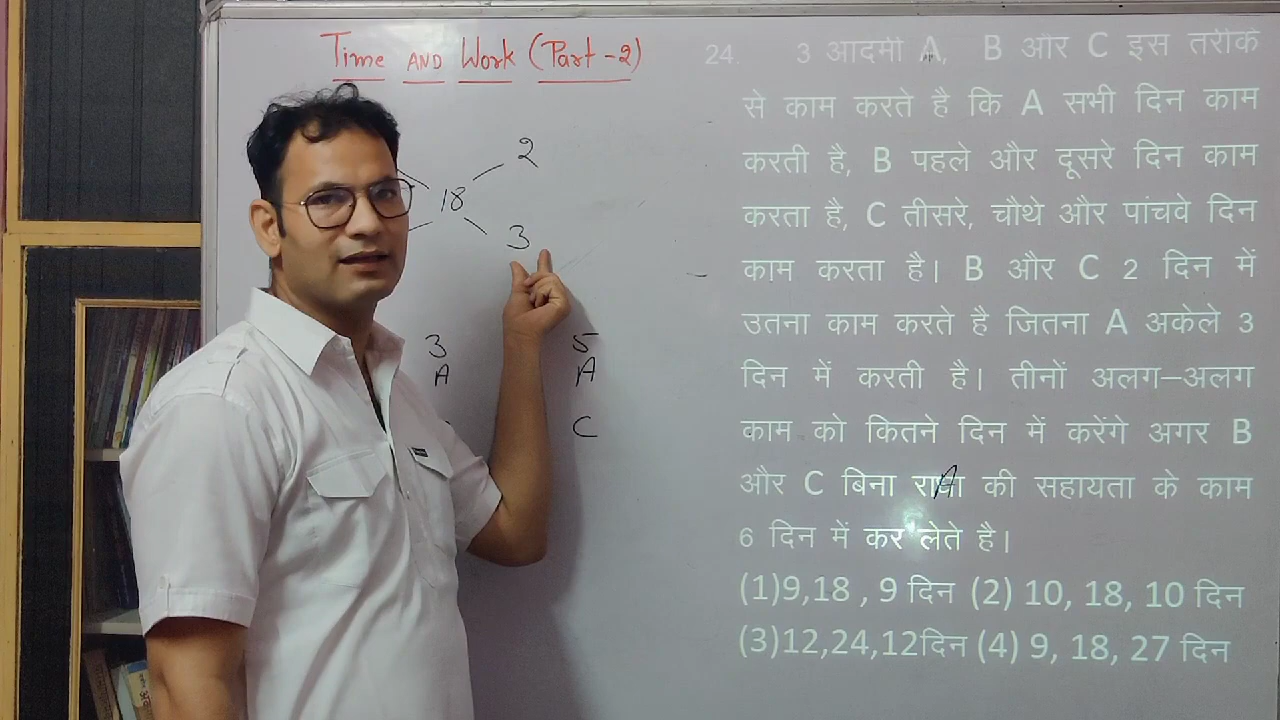 Time AND Work (Part-2)
2
18
3
3
5
A
A
C
24. 3 आदमी A, B और C इस तरीके
से काम करते है कि A सभी दिन काम
करती है, B पहले और दूसरे दिन काम
करता है, C तीसरे, चौथे और पांचवे दिन
काम करता है। B और C 2 दिन में
उतना काम करते है जितना A अकेले 3
दिन में करती है। तीनों अलग–अलग
काम को कितने दिन में करेंगे अगर B
और C बिना A की सहायता के काम
6 दिन में कर लेते है।
(1)9,18 , 9 दिन (2) 10, 18, 10 दिन
(3)12,24,12दिन (4) 9, 18, 27 दिन